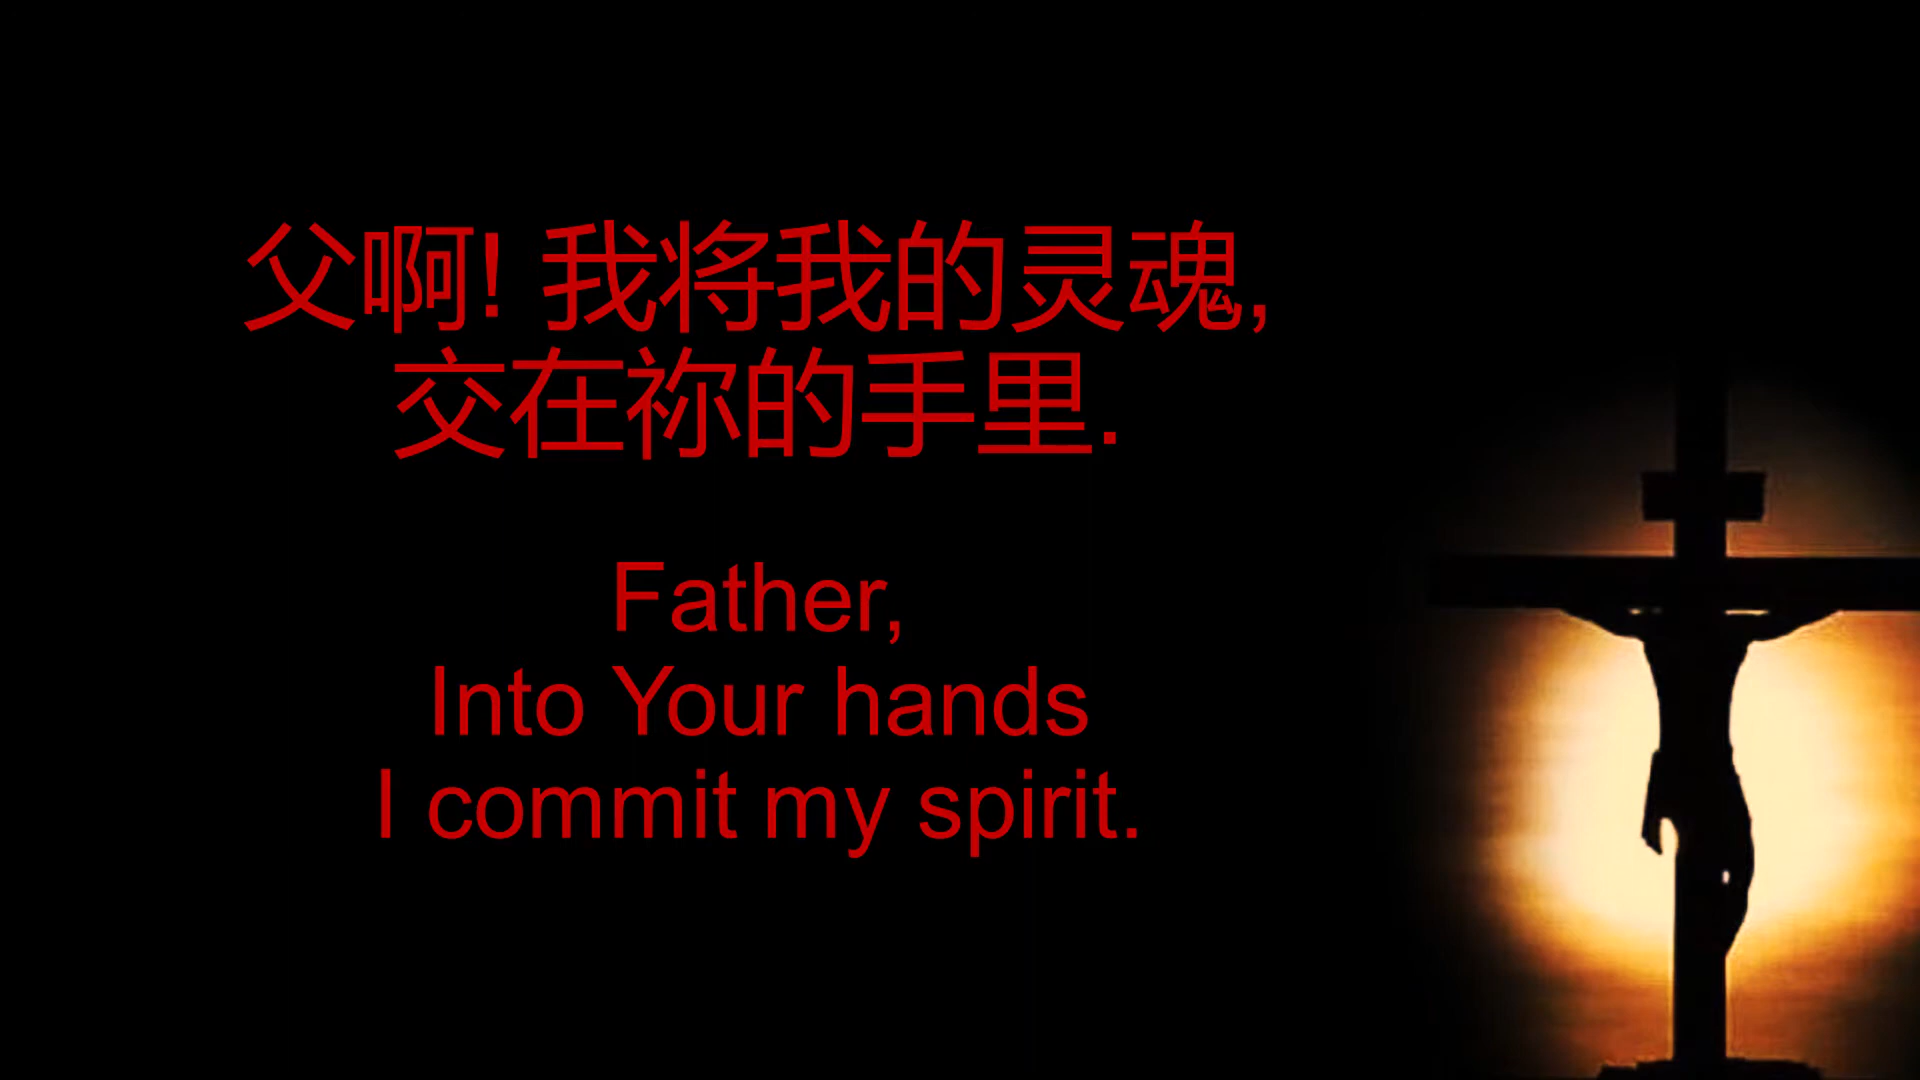 父啊! 我将我的灵魂,
交在祢的手里.
Father,
Into Your hands
I commit my spirit.